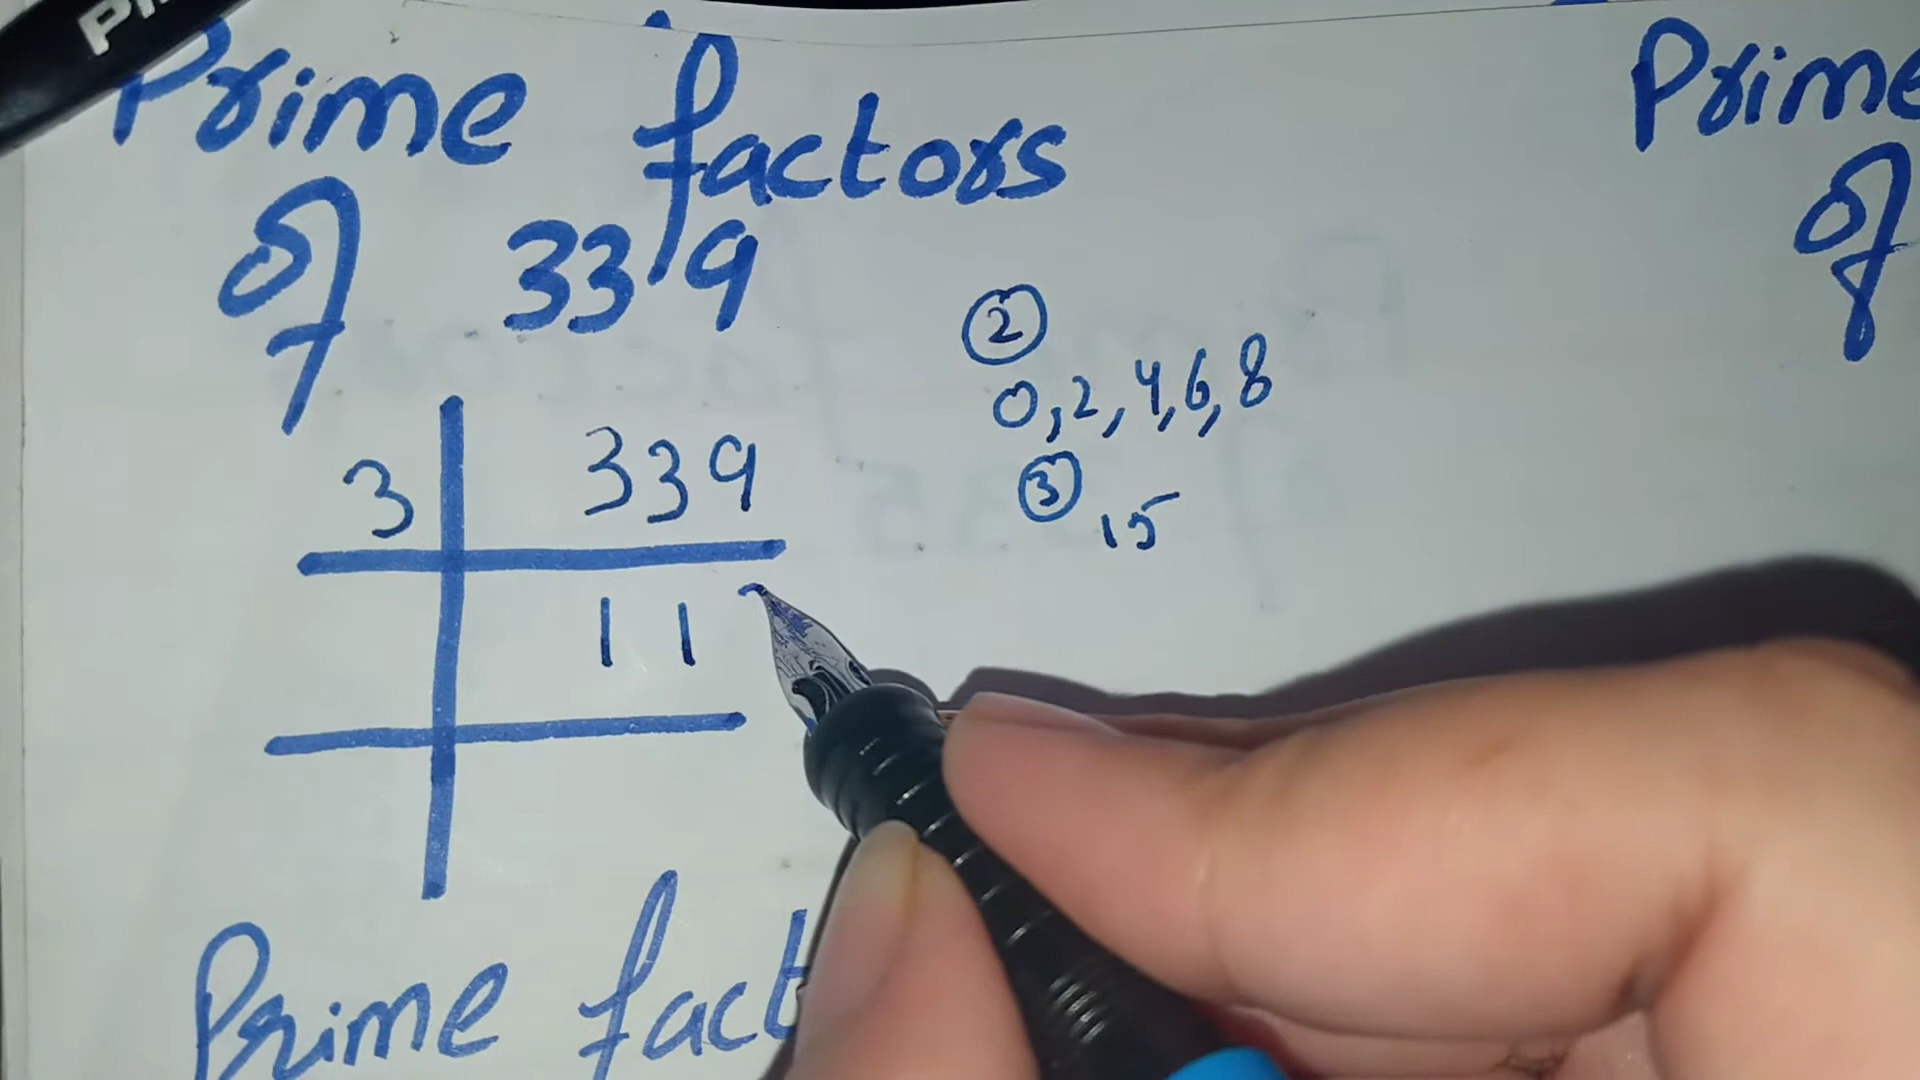 Prime factors
of 339
②
0, 2, 4, 6, 8
③ 15
3 339
11
Prime fact
Prime
of